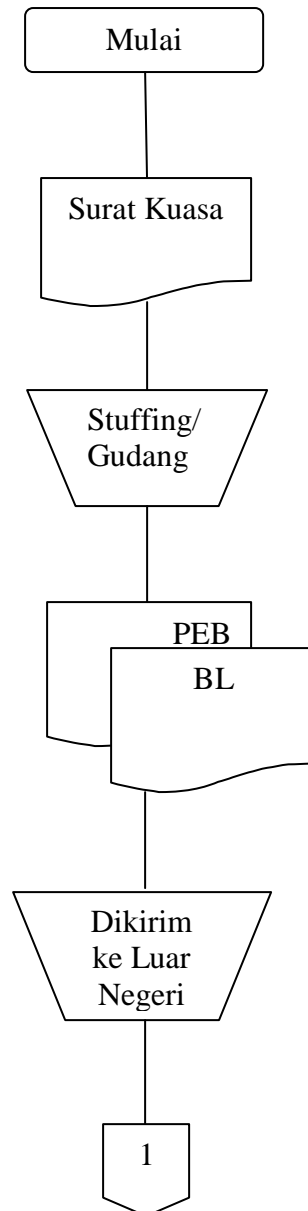 Mulai
Surat Kuasa
Stuffing/
Gudang
PEB
BL
Dikirim
ke Luar
Negeri
1